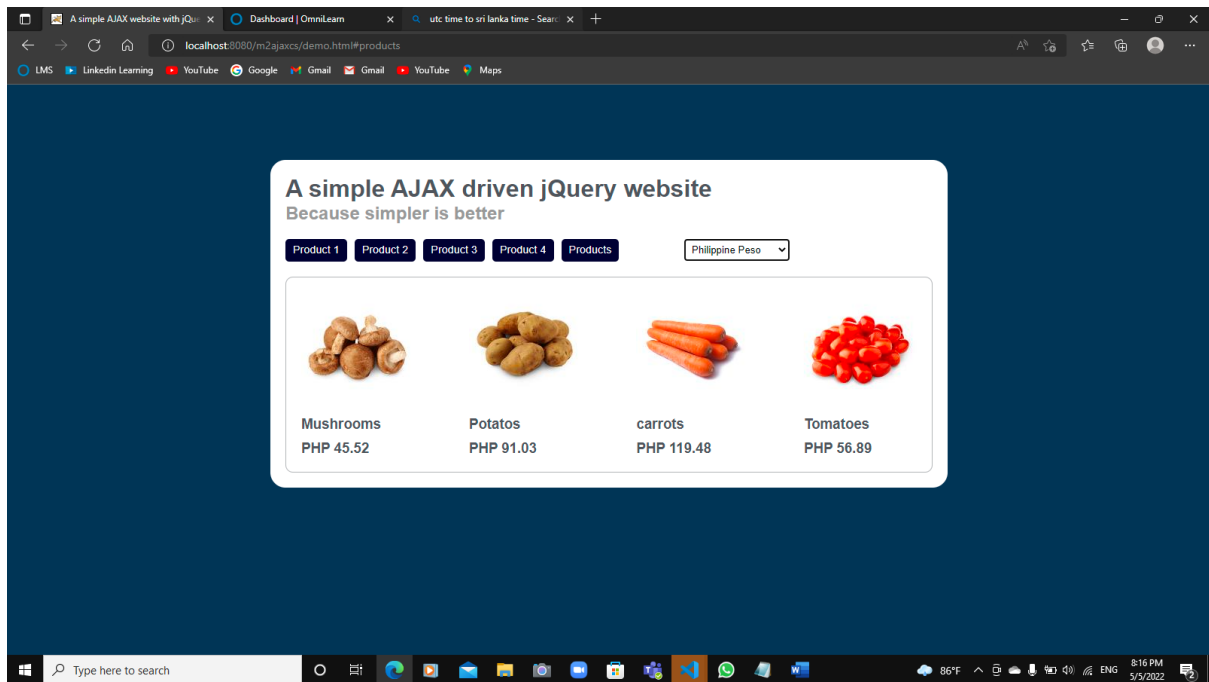 A simple AJAX website with jQue
Dashboard | OmniLearn
utc time to sri lanka time - Searc
localhost:8080/m2ajaxcs/demo.html#products
LMS
Linkedin Learning
YouTube
Google
Gmail
Gmail
YouTube
Maps
A simple AJAX driven jQuery website
Because simpler is better
Product 1
Product 2
Product 3
Product 4
Products
Philippine Peso
Mushrooms
Potatos
carrots
Tomatoes
PHP 45.52
PHP 91.03
PHP 119.48
PHP 56.89
Type here to search
86°F
ENG
8:16 PM
5/5/2022
2